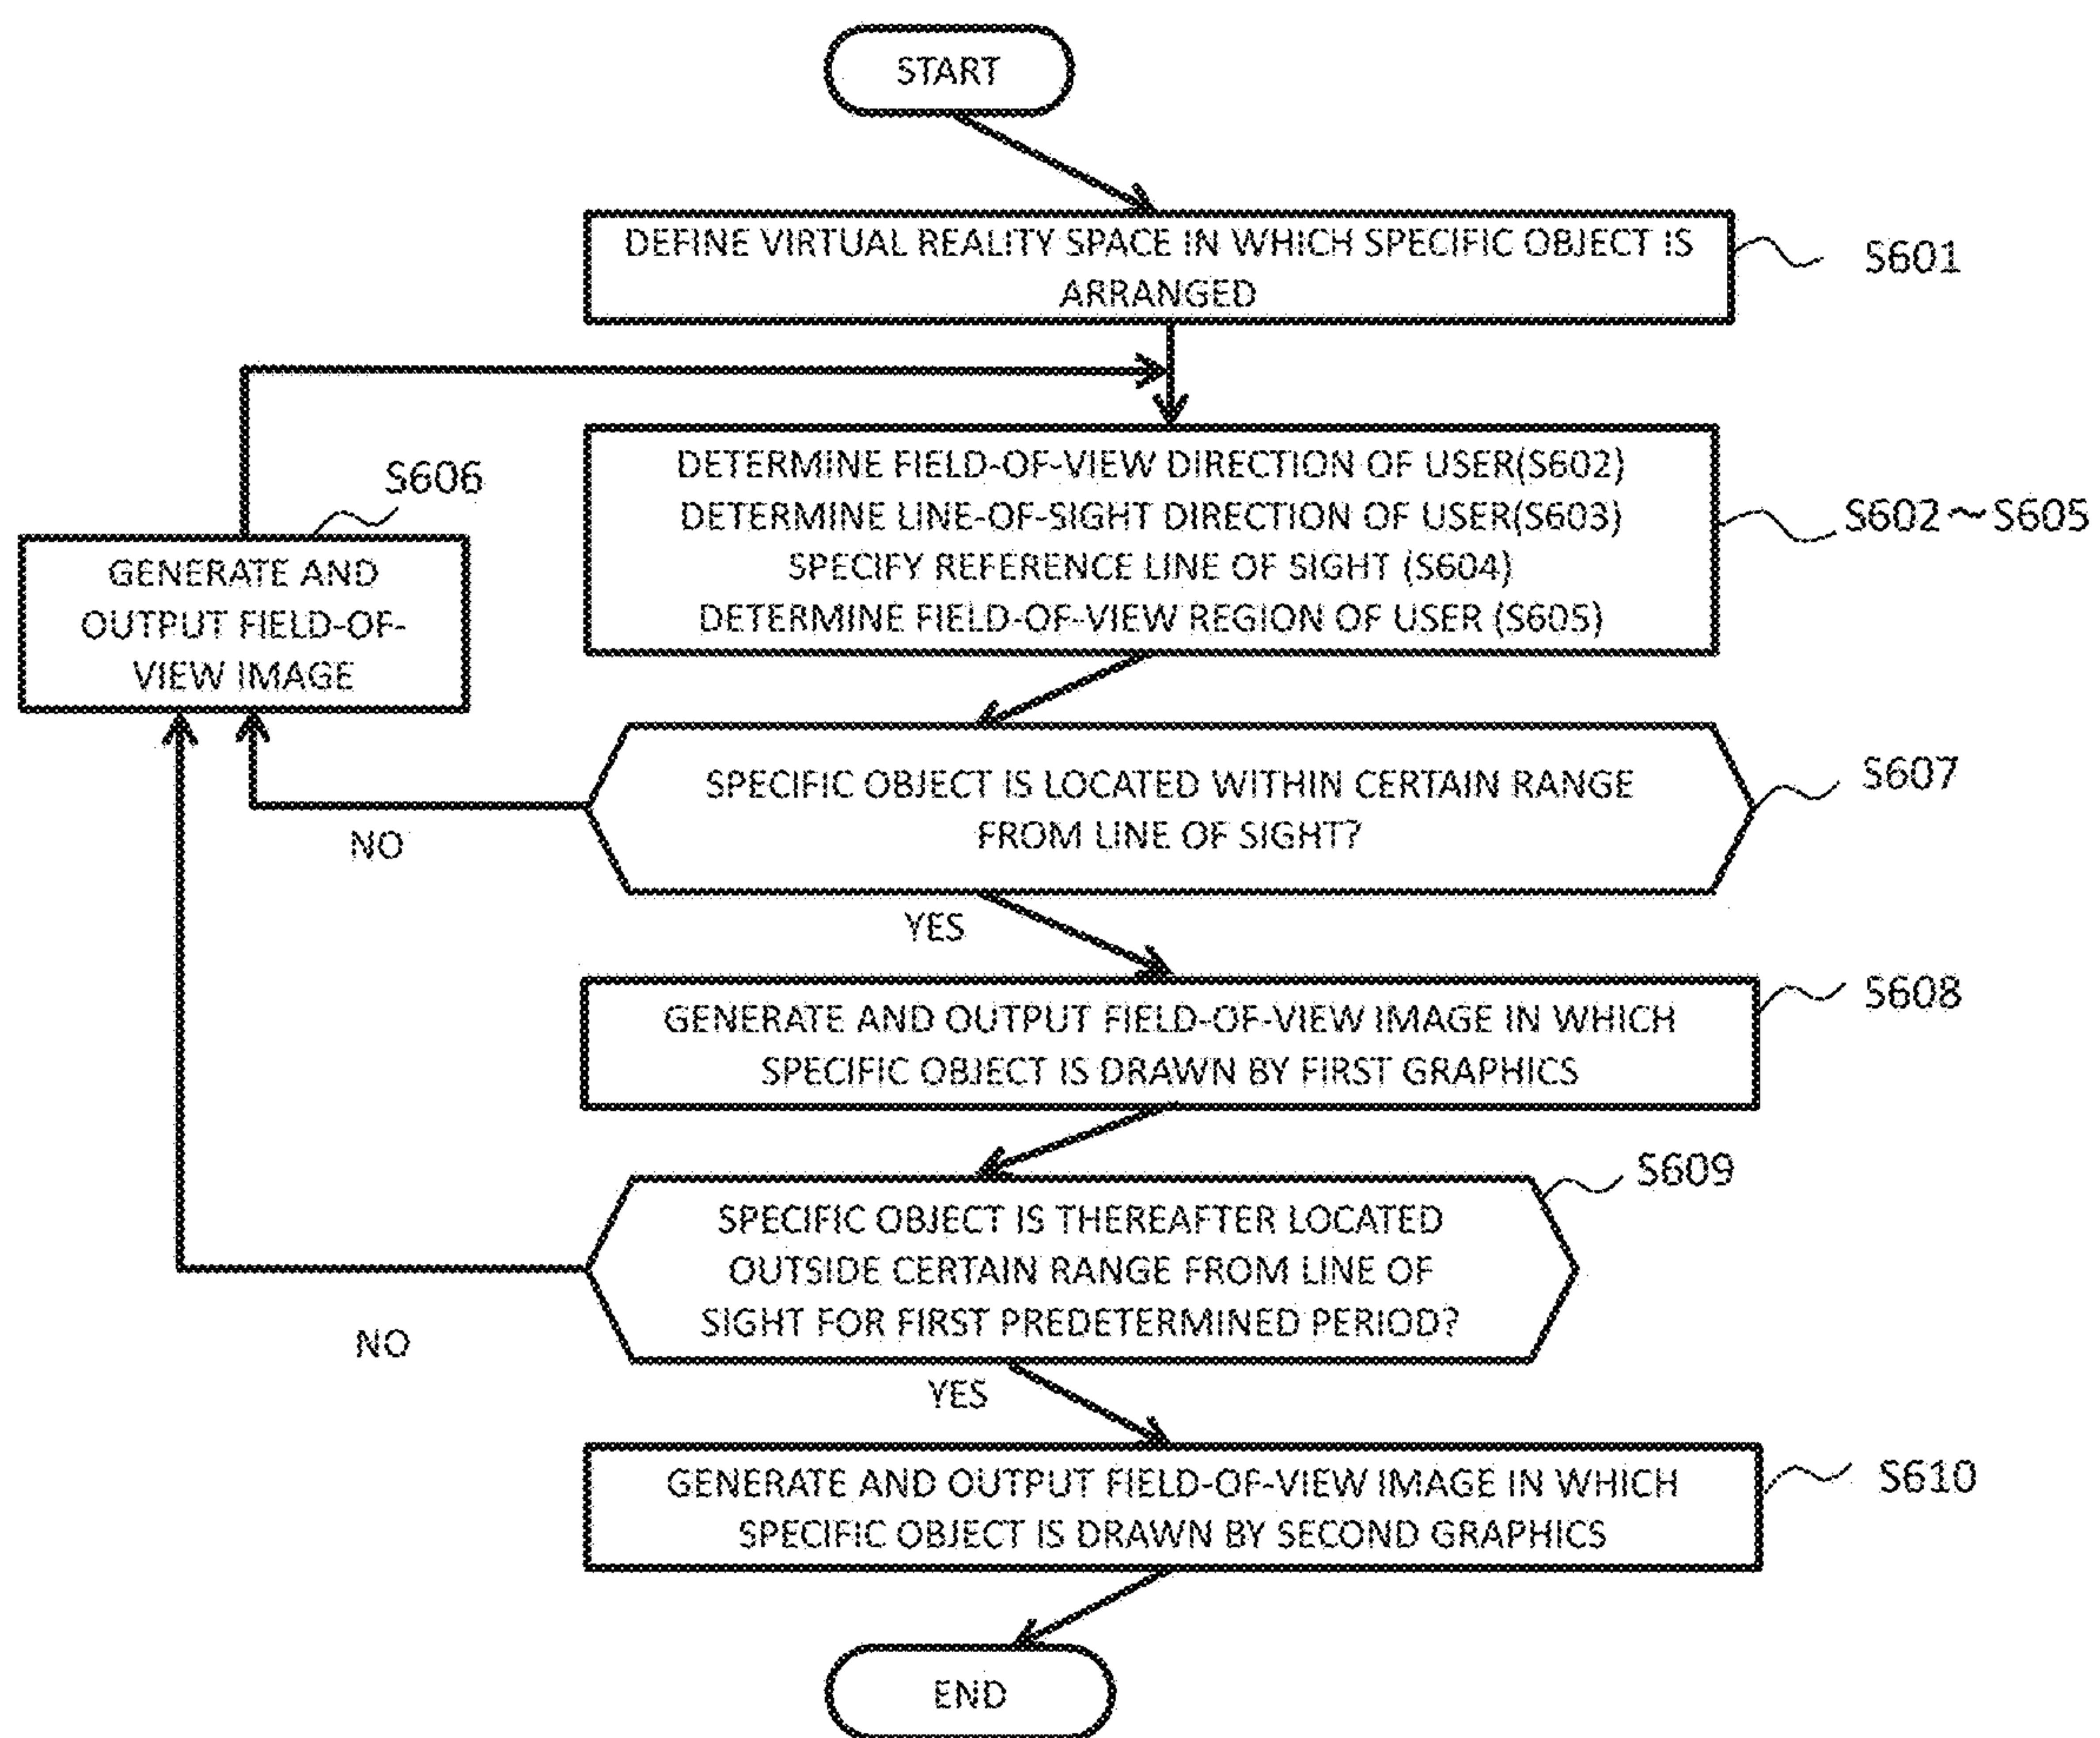 START
DEFINE VIRTUAL REALITY SPACE IN WHICH SPECIFIC OBJECT IS
ARRANGED
S601
DETERMINE FIELD-OF-VIEW DIRECTION OF USER(S602)
DETERMINE LINE-OF-SIGHT DIRECTION OF USER(S603)
SPECIFY REFERENCE LINE OF SIGHT (S604)
DETERMINE FIELD-OF-VIEW REGION OF USER (S605)
S602~S605
S606
GENERATE AND
OUTPUT FIELD-OF-
VIEW IMAGE
SPECIFIC OBJECT IS LOCATED WITHIN CERTAIN RANGE
FROM LINE OF SIGHT?
S607
NO
YES
GENERATE AND OUTPUT FIELD-OF-VIEW IMAGE IN WHICH
SPECIFIC OBJECT IS DRAWN BY FIRST GRAPHICS
S608
SPECIFIC OBJECT IS THEREAFTER LOCATED
OUTSIDE CERTAIN RANGE FROM LINE OF
SIGHT FOR FIRST PREDETERMINED PERIOD?
S609
NO
YES
GENERATE AND OUTPUT FIELD-OF-VIEW IMAGE IN WHICH
SPECIFIC OBJECT IS DRAWN BY SECOND GRAPHICS
S610
END